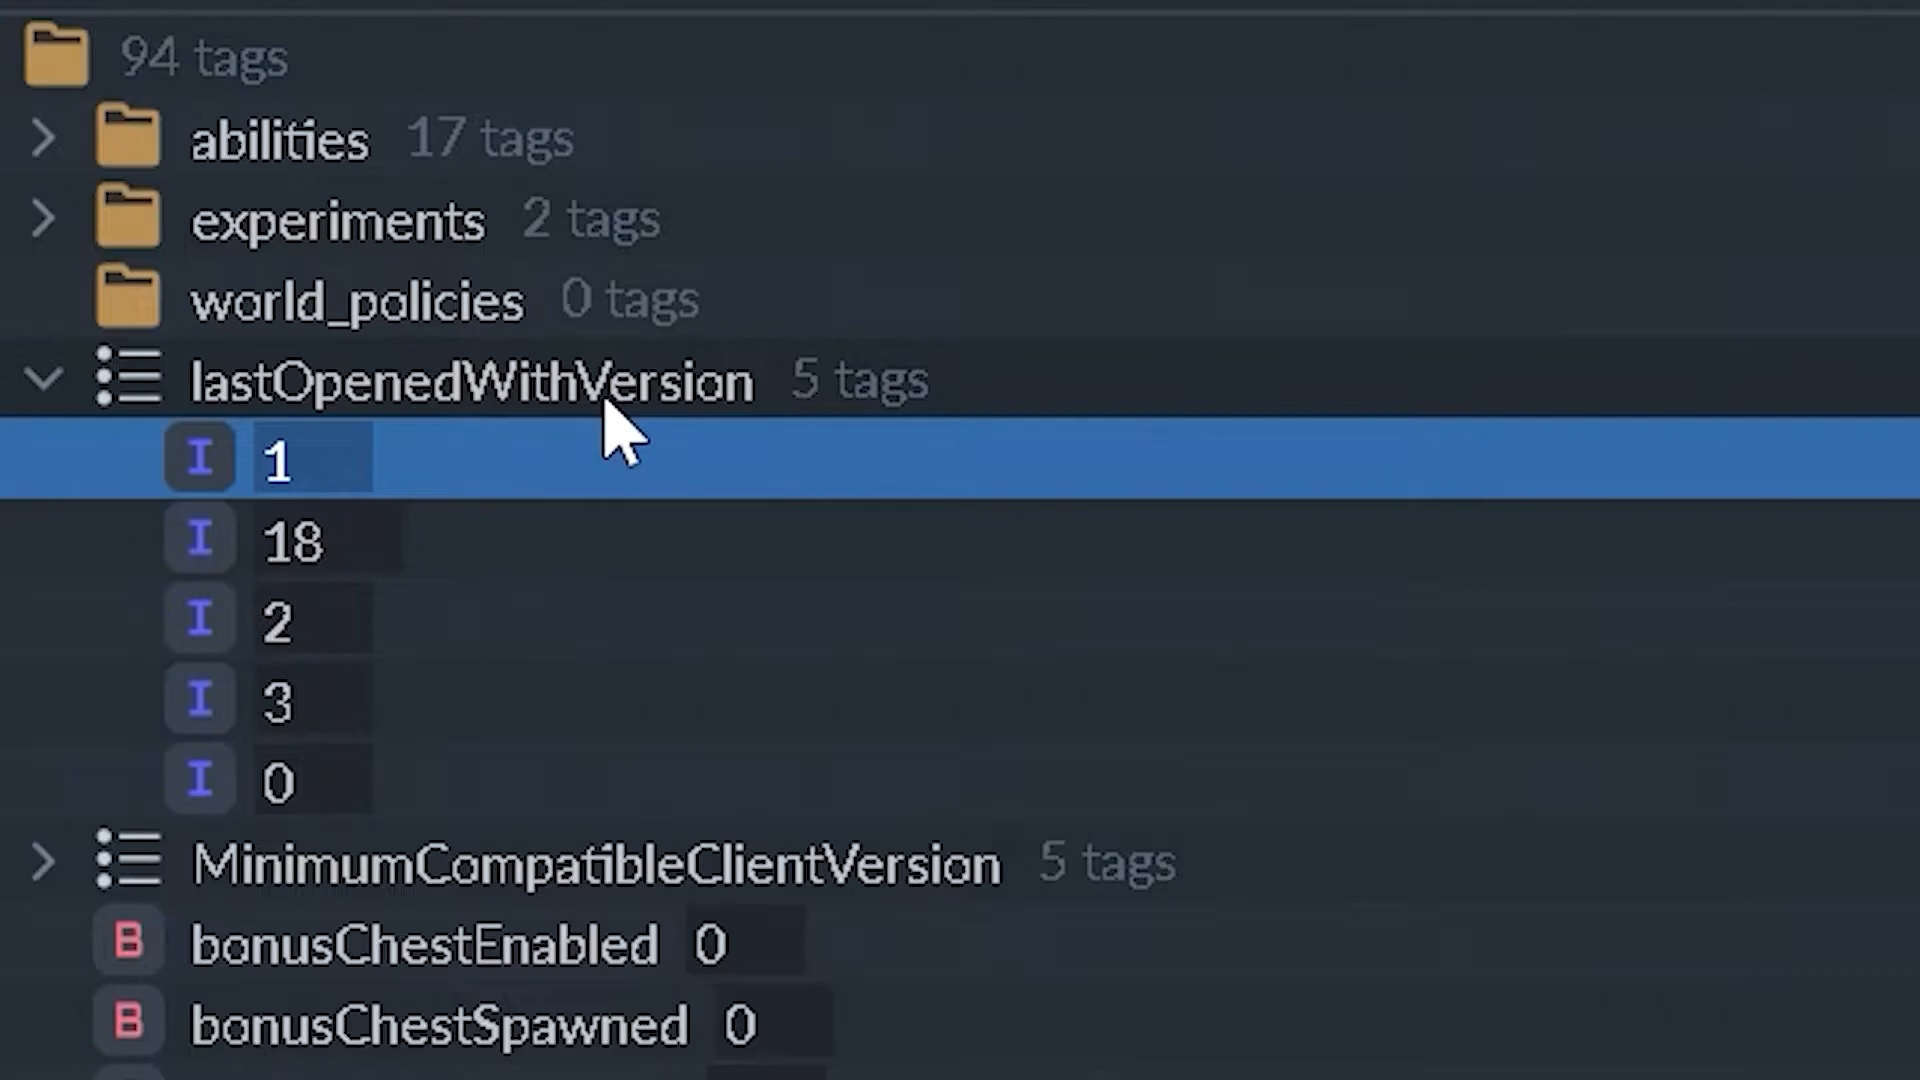 94 tags
abilities 17 tags
experiments 2 tags
world_policies 0 tags
lastOpenedWithVersion 5 tags
I 1
I 18
I 2
I 3
I 0
MinimumCompatibleClientVersion 5 tags
B bonusChestEnabled 0
B bonusChestSpawned 0